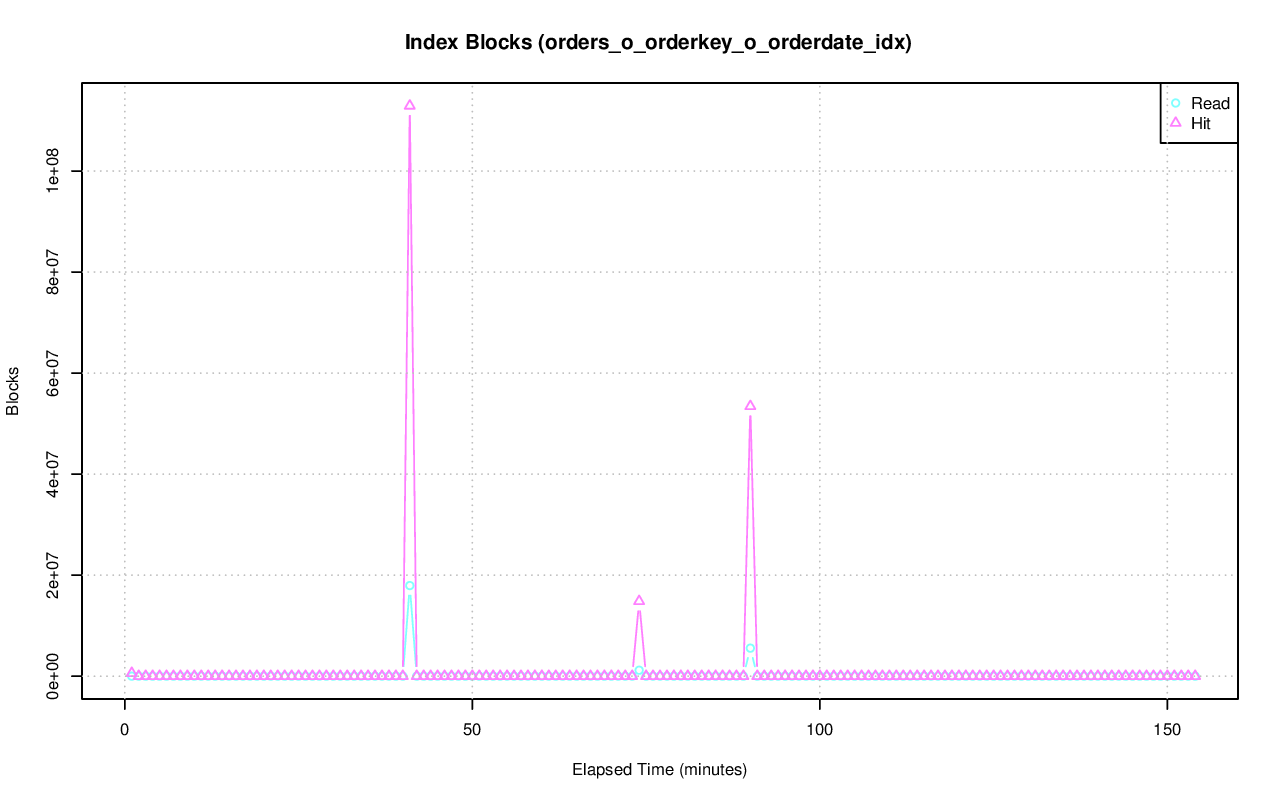 Index Blocks (orders_o_orderkey_o_orderdate_idx)
Read
Hit
1e+08
8e+07
6e+07
4e+07
2e+07
0e+00
Blocks
0 50 100 150
Elapsed Time (minutes)